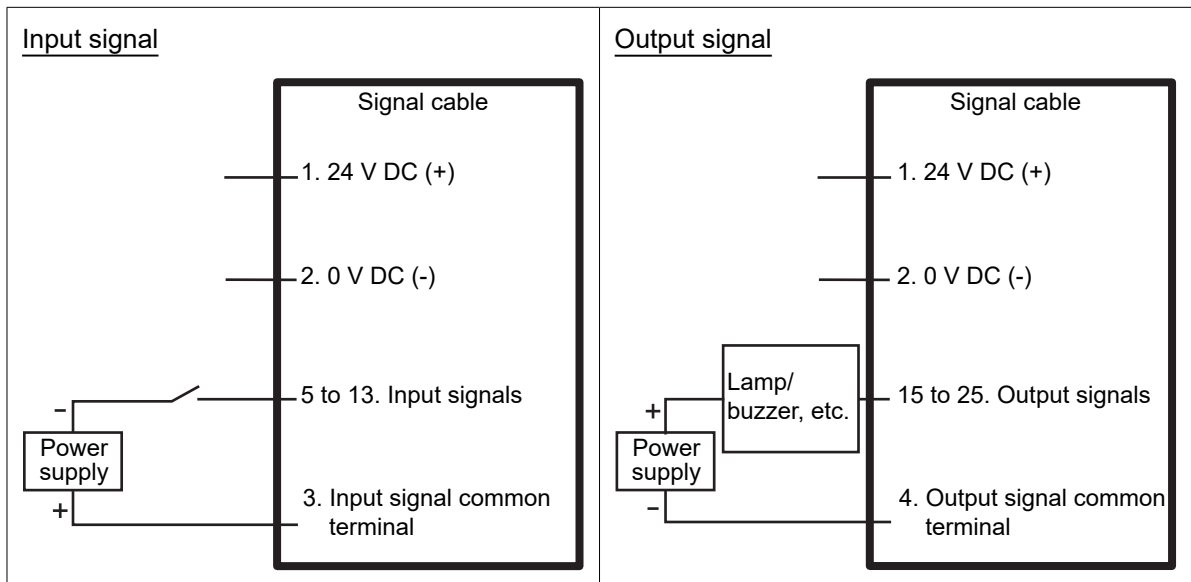 Input signal
Signal cable
1. 24 V DC (+)
2. 0 V DC (-)
5 to 13. Input signals
-
Power
supply
+
3. Input signal common
terminal
Output signal
Signal cable
1. 24 V DC (+)
2. 0 V DC (-)
Lamp/
buzzer, etc.
15 to 25. Output signals
+
Power
supply
-
4. Output signal common
terminal